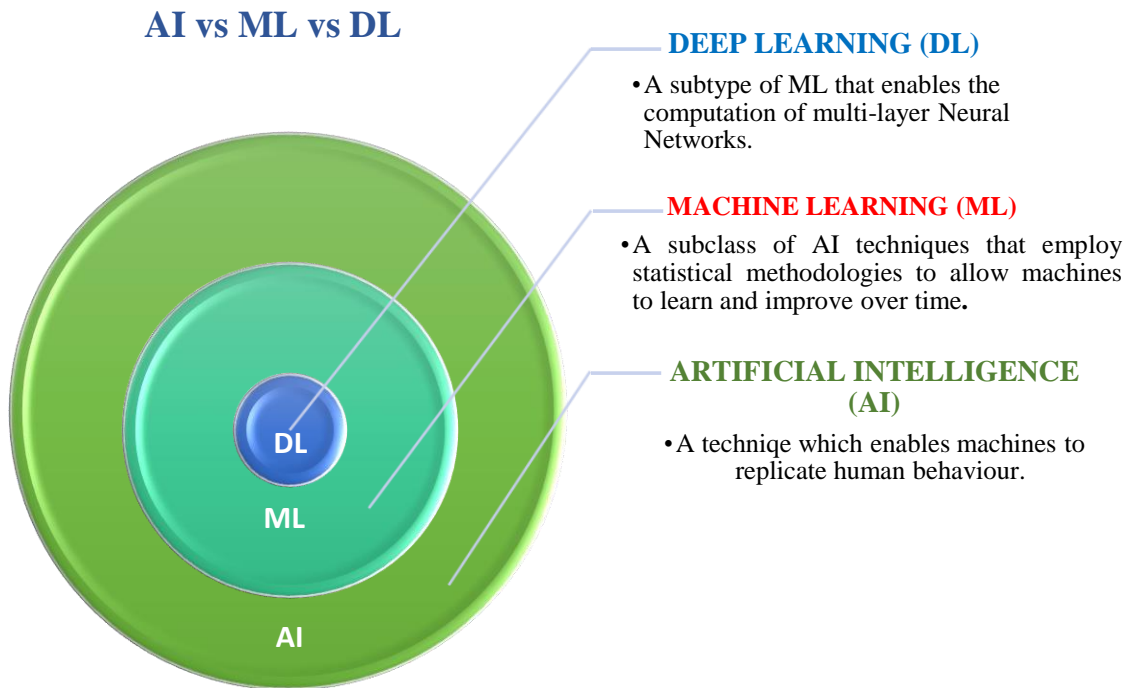 AI vs ML vs DL
DEEP LEARNING (DL)
•A subtype of ML that enables the
computation of multi-layer Neural
Networks.
MACHINE LEARNING (ML)
•A subclass of AI techniques that employ
statistical methodologies to allow machines
to learn and improve over time.
ARTIFICIAL INTELLIGENCE
(AI)
•A techniqe which enables machines to
replicate human behaviour.
DL
ML
AI